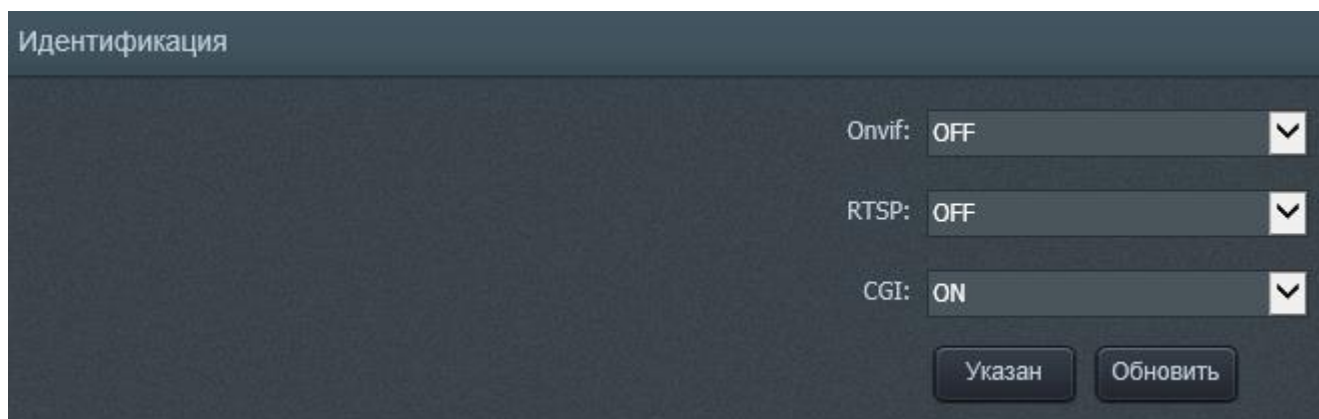 Идентификация
Onvif: OFF
RTSP: OFF
CGI: ON
Указан Обновить